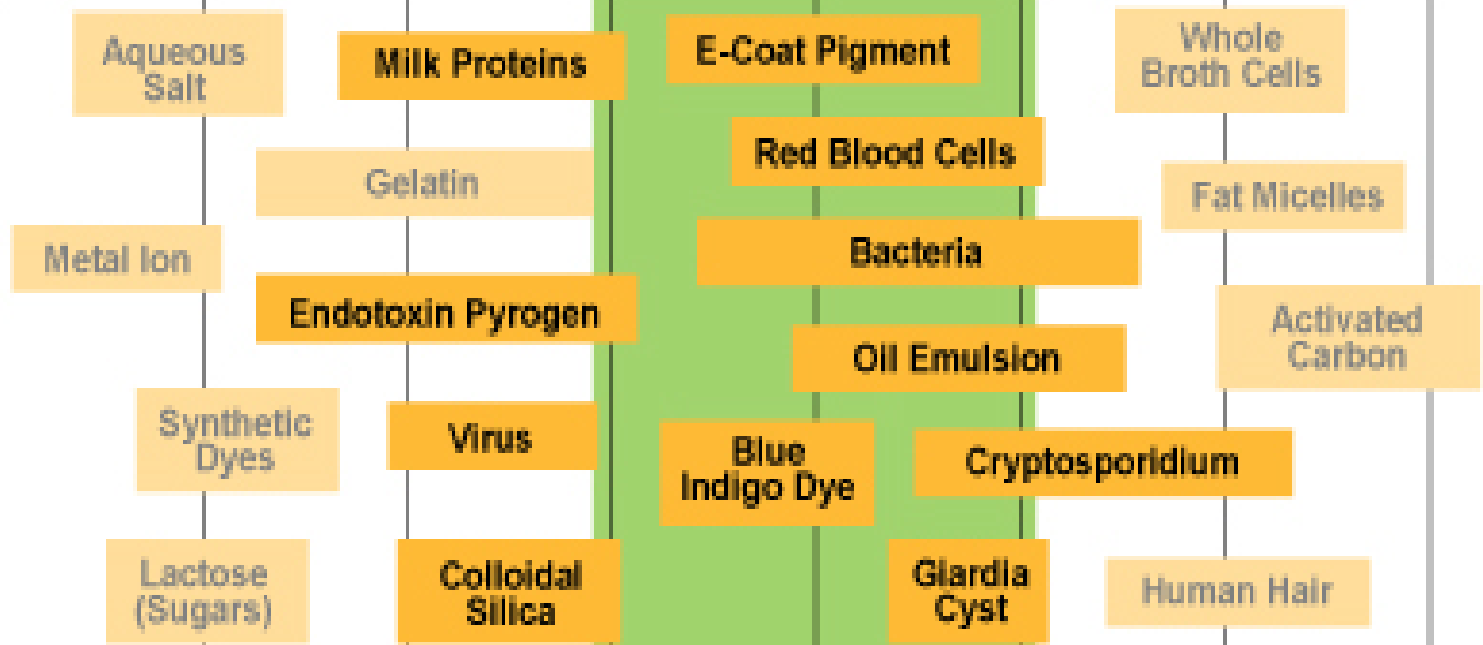 Aqueous
Salt
Milk Proteins
E-Coat Pigment
Whole
Broth Cells
Red Blood Cells
Gelatin
Fat Micelles
Metal Ion
Bacteria
Endotoxin Pyrogen
Activated
Carbon
Oil Emulsion
Synthetic
Dyes
Virus
Blue
Indigo Dye
Cryptosporidium
Lactose
(Sugars)
Colloidal
Silica
Giardia
Cyst
Human Hair